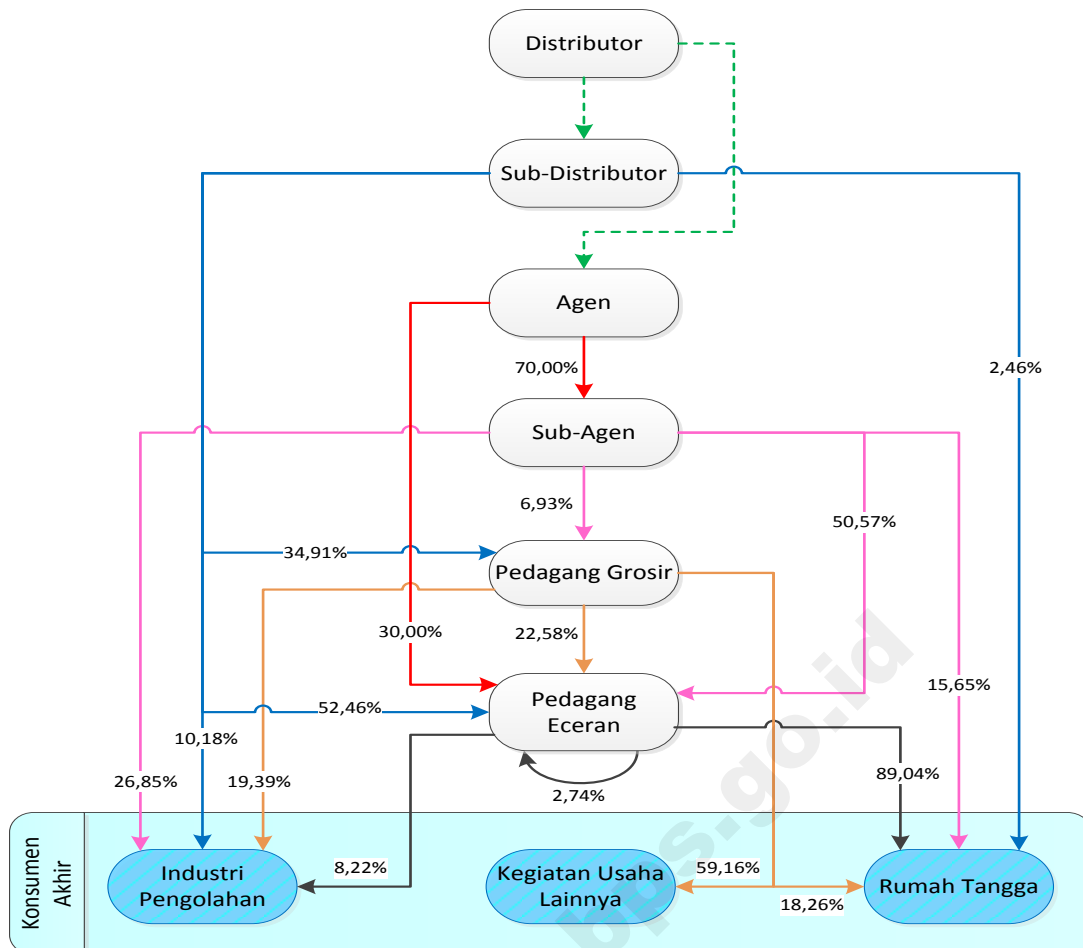 Distributor
Sub-Distributor
Agen
70,00%
2,46%
Sub-Agen
6,93%
50,57%
34,91%
Pedagang Grosir
30,00%
22,58%
Pedagang
Eceran
15,65%
52,46%
10,18%
26,85%
19,39%
2,74%
89,04%
Konsumen
Akhir
Industri
Pengolahan
8,22%
Kegiatan Usaha
Lainnya
59,16%
18,26%
Rumah Tangga
bps.go.id